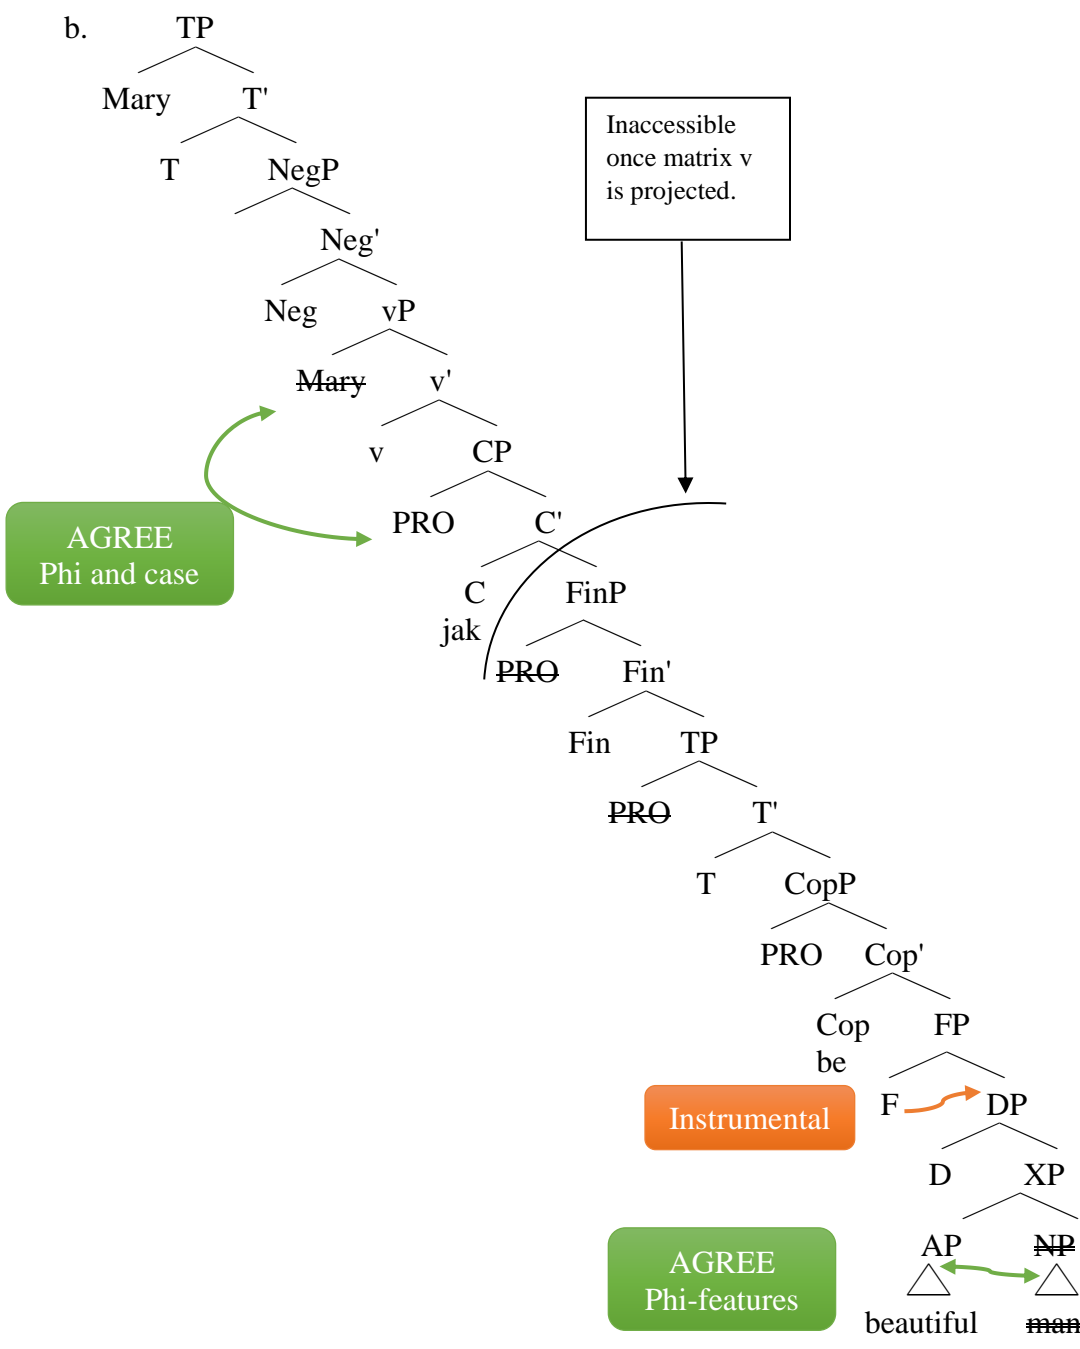 b. TP
Mary T'
Inaccessible
once matrix v
is projected.
T NegP
Neg'
Neg vP
Mary v'
v CP
PRO C'
AGREE
Phi and case
C FinP
jak
PRO Fin'
Fin TP
PRO T'
T CopP
PRO Cop'
Cop FP
be
Instrumental
F DP
D XP
AGREE
Phi-features
AP NP
beautiful man